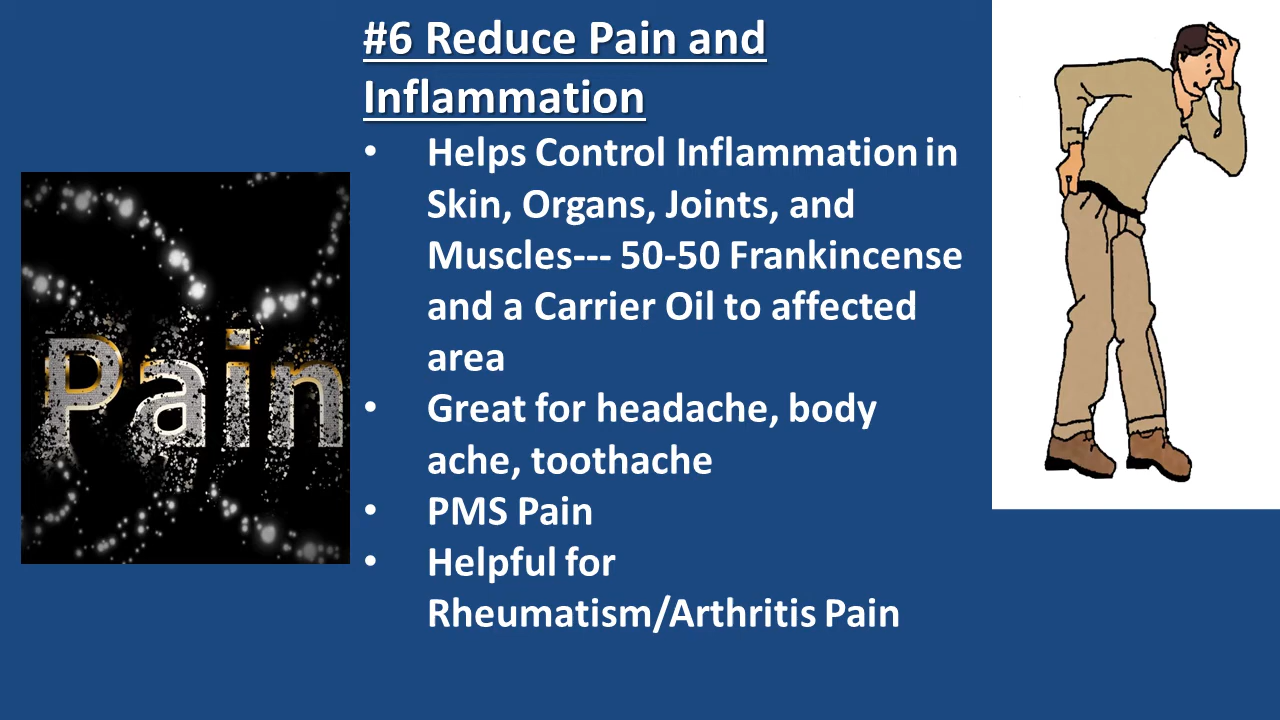 #6 Reduce Pain and
Inflammation
• Helps Control Inflammation in
Skin, Organs, Joints, and
Muscles--- 50-50 Frankincense
and a Carrier Oil to affected
area
• Great for headache, body
ache, toothache
• PMS Pain
• Helpful for
Rheumatism/Arthritis Pain
Pain